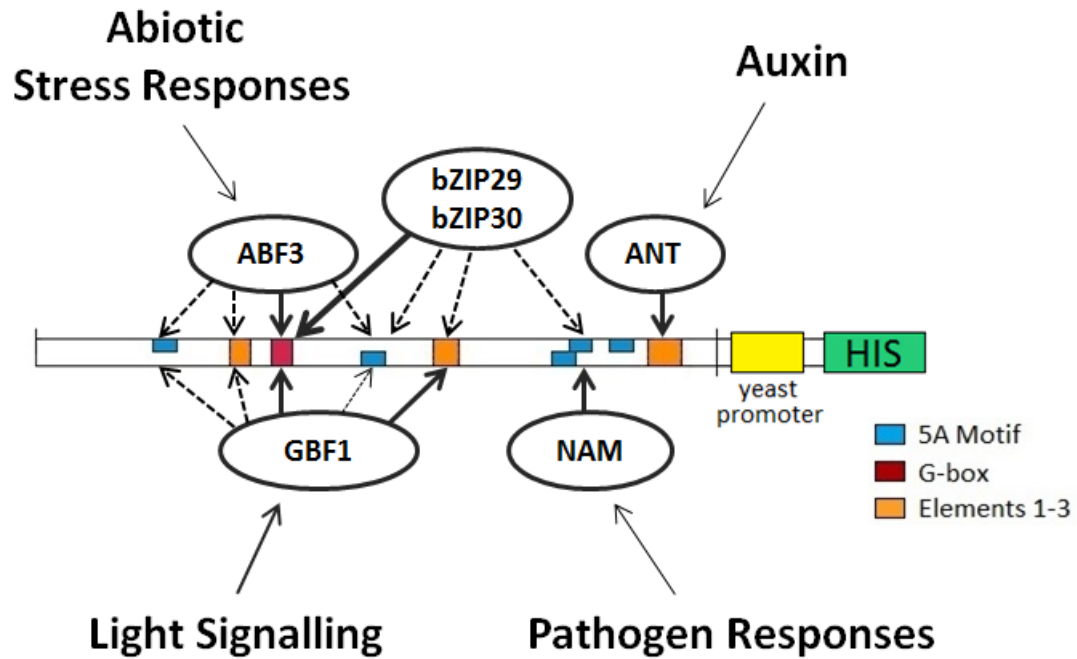 Abiotic
Stress Responses
Auxin
bZIP29
bZIP30
ABF3
ANT
HIS
yeast
promoter
GBF1
NAM
5A Motif
G-box
Elements 1-3
Light Signalling
Pathogen Responses